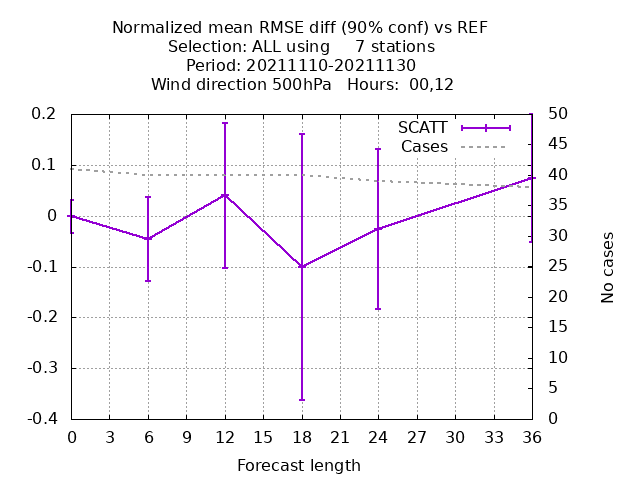 Normalized mean RMSE diff (90% conf) vs REF
Selection: ALL using     7 stations
Period: 20211110-20211130
Wind direction 500hPa   Hours:  00,12
SCATT
Cases
0.2
0.1
0
-0.1
-0.2
-0.3
-0.4
50
45
40
35
30
25
20
15
10
5
0
No cases
0 3 6 9 12 15 18 21 24 27 30 33 36
Forecast length